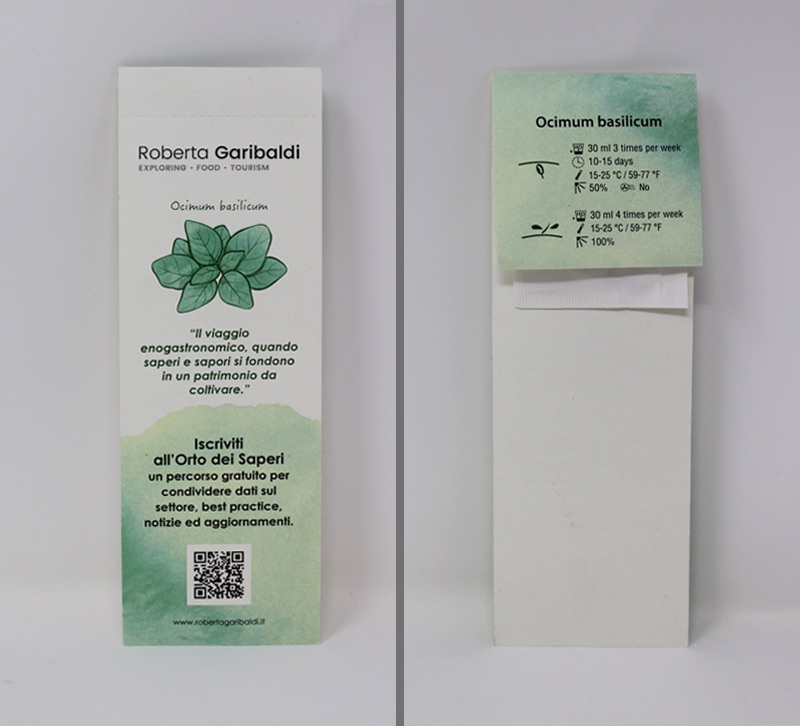 Roberta Garibaldi
EXPLORING • FOOD • TOURISM
Ocimum basilicum
"Il viaggio
enogastronomico, quando
saperi e sapori si fondono
in un patrimonio da
coltivare."
Iscriviti
all'Orto dei Saperi
un percorso gratuito per
condividere dati sul
settore, best practice,
notizie ed aggiornamenti.
www.robertagaribaldi.it
Ocimum basilicum
30 ml 3 times per week
10-15 days
15-25 °C / 59-77 °F
50% No
30 ml 4 times per week
15-25 °C / 59-77 °F
100%